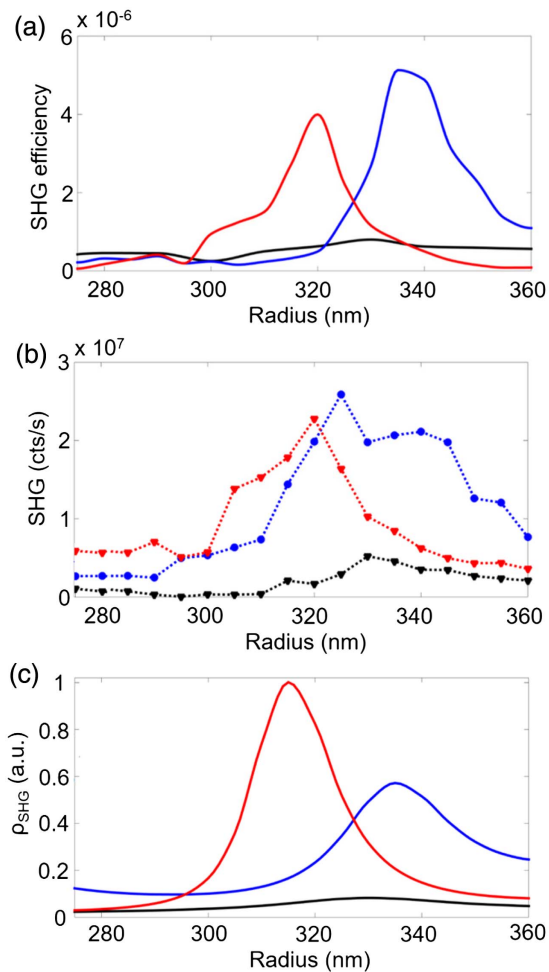 (a)
x 10-6
6
4
2
0
SHG efficiency
280 300 320 340 360
Radius (nm)
(b)
x 10⁷
3
2
1
0
SHG (cts/s)
280 300 320 340 360
Radius (nm)
(c)
1
0.8
0.6
0.4
0.2
0
ρSHG (a.u.)
280 300 320 340 360
Radius (nm)